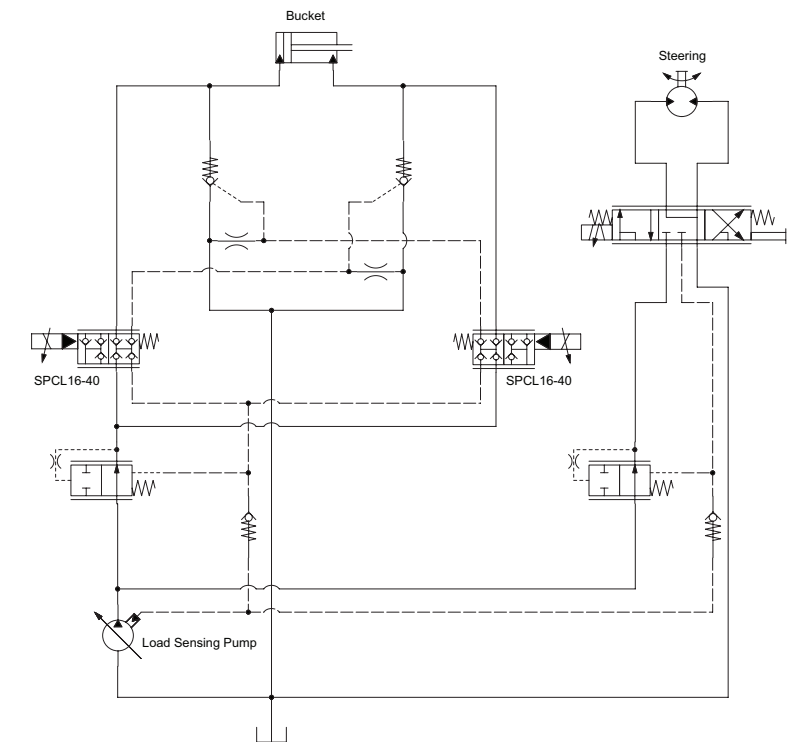 Bucket
Steering
SPCL16-40
SPCL16-40
Load Sensing Pump